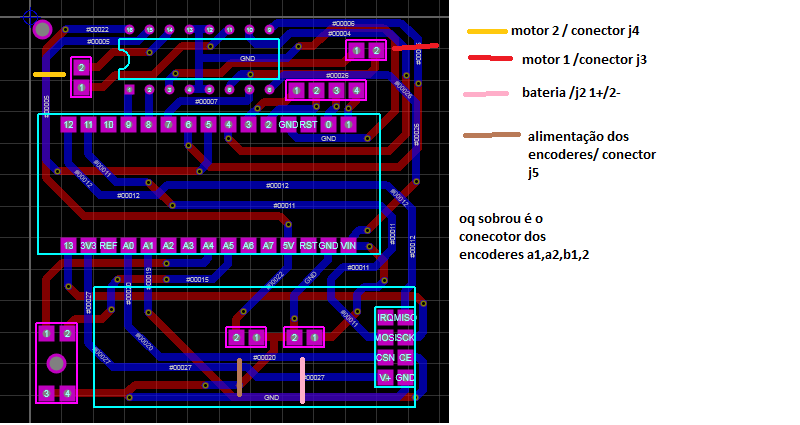 #00022
#00005
16 15 14 13 12 11 10 9
#00006
#00004
motor 2 / conector j4
motor 1 /conector j3
bateria /j2 1+/2-
alimentação dos
encoderes/ conector
j5
oq sobrou é o
conecotor dos
encoderes a1,a2,b1,2
GND
1 2
2
1
#00026
1 2 3 4 5 6 7 8
#00007
1 2 3 4
#00026
#00005
#00026
12 11 10 9 8 7 6 5 4 3 2 GND RST 0 1
GND
#00011
#00012
#00012
#00012
#00011
#00012
#00011
#00012
13 3V3 REF A0 A1 A2 A3 A4 A5 A6 A7 5V RST GND VIN
#00019
#00015
#00022
GND
#00011
#00027
#00020
#00011
IRQ MISO
MOSI SCK
CSN CE
V+ GND
1 2
3 4
2 1
2 1
#00020
#00027
#00020
#00027
#00027
GND